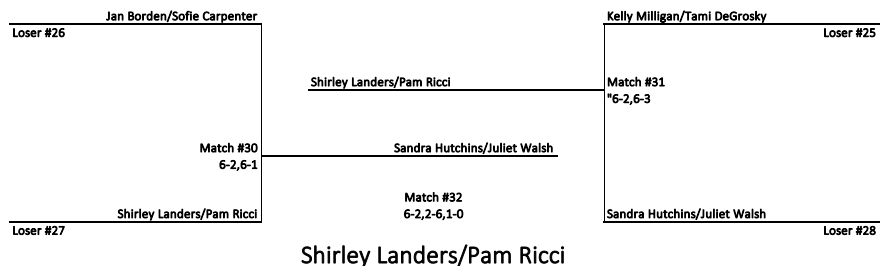 Jan Borden/Sofie Carpenter
Kelly Milligan/Tami DeGrosky
Loser #26
Loser #25
Shirley Landers/Pam Ricci
Match #31
"6-2,6-3
Match #30
Sandra Hutchins/Juliet Walsh
6-2,6-1
Match #32
6-2,2-6,1-0
Shirley Landers/Pam Ricci
Sandra Hutchins/Juliet Walsh
Loser #27
Loser #28
Shirley Landers/Pam Ricci